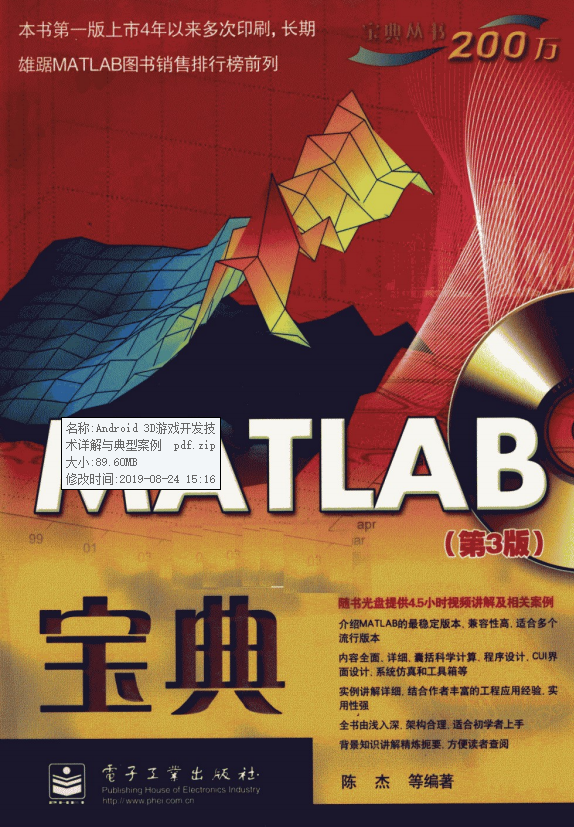 本书第一版上市4年以来多次印刷,长期
雄踞MATLAB图书销售排行榜前列
宝典丛书
200万
MATLAB
名称:Android 3D游戏开发技
术详解与典型案例 pdf.zip
大小:89.60MB
修改时间:2019-08-24 15:16
apr
ar
99
01
03
05
（第3版）
宝典
随书光盘提供4.5小时视频讲解及相关案例
介绍MATLAB的最稳定版本,兼容性高,适合多个
流行版本
内容全面,详细,囊括科学计算,程序设计,CUI界
面设计,系统仿真和工具箱等
实例讲解详细,结合作者丰富的工程应用经验,实
用性强
全书由浅入深,架构合理,适合初学者上手
背景知识讲解精炼扼要,方便读者查阅
陈 杰 等编著
电子工业出版社
Publishing House of Electronics Industry
http://www.phei.com.cn